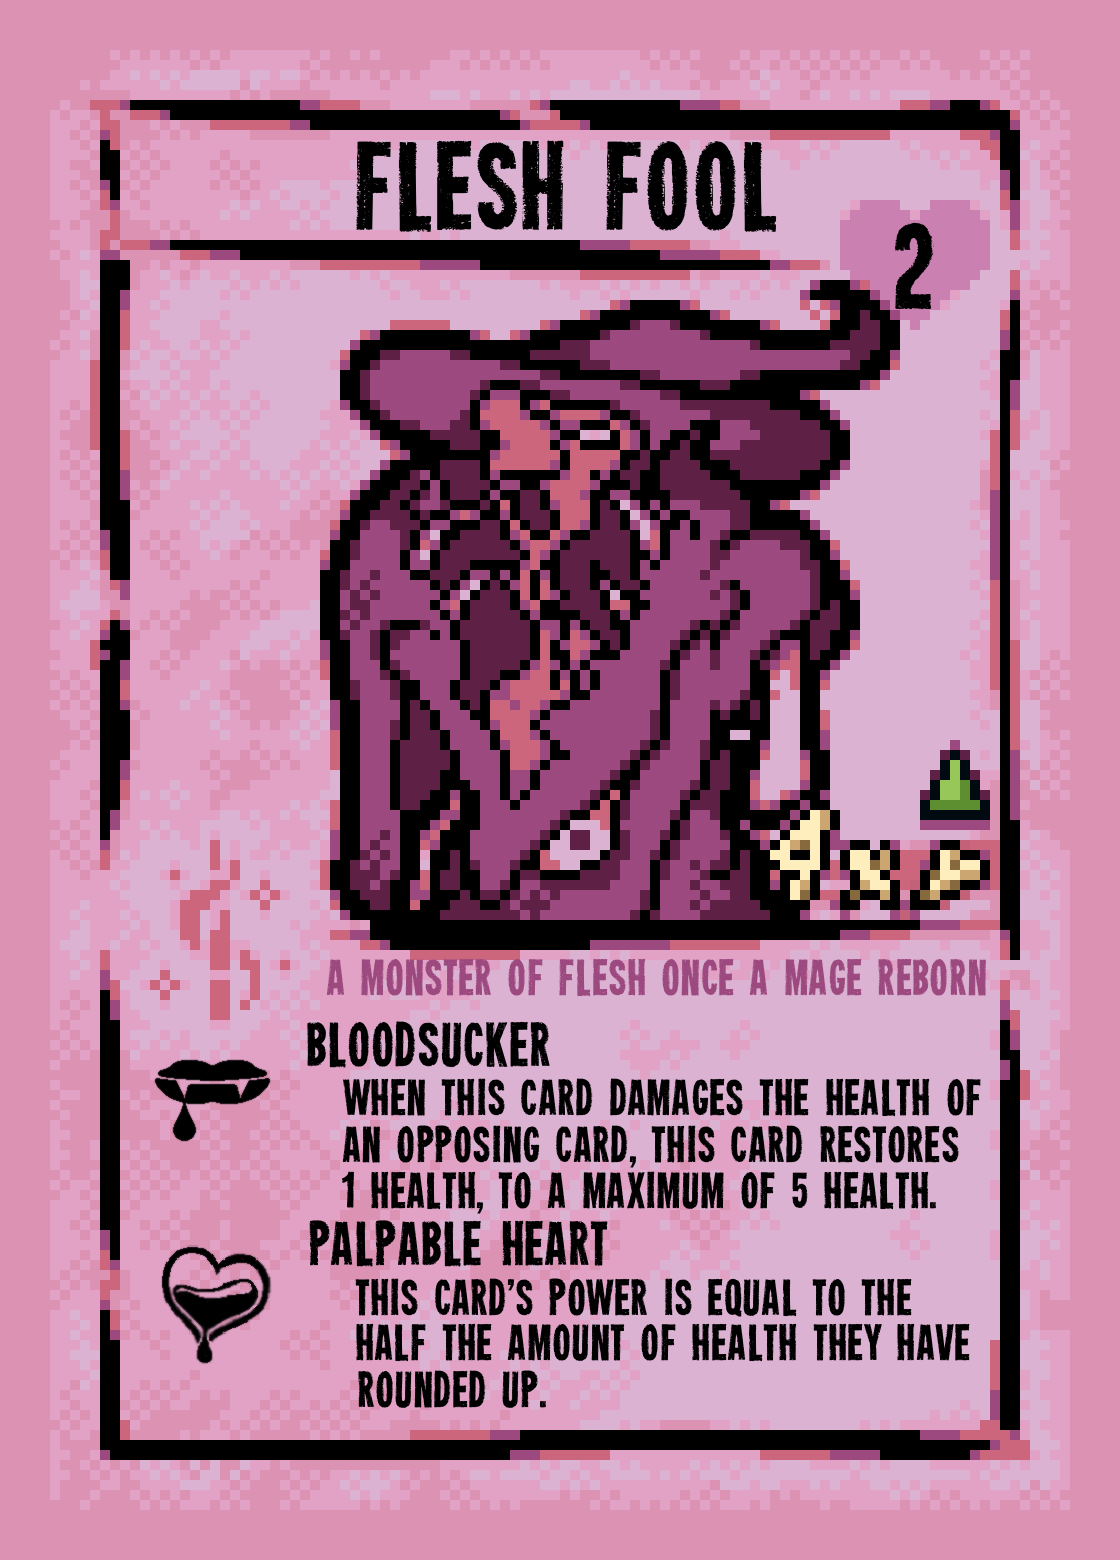 FLESH FOOL
2
A MONSTER OF FLESH ONCE A MAGE REBORN
BLOODSUCKER
WHEN THIS CARD DAMAGES THE HEALTH OF
AN OPPOSING CARD, THIS CARD RESTORES
1 HEALTH, TO A MAXIMUM OF 5 HEALTH.
PALPABLE HEART
THIS CARD'S POWER IS EQUAL TO THE
HALF THE AMOUNT OF HEALTH THEY HAVE
ROUNDED UP.